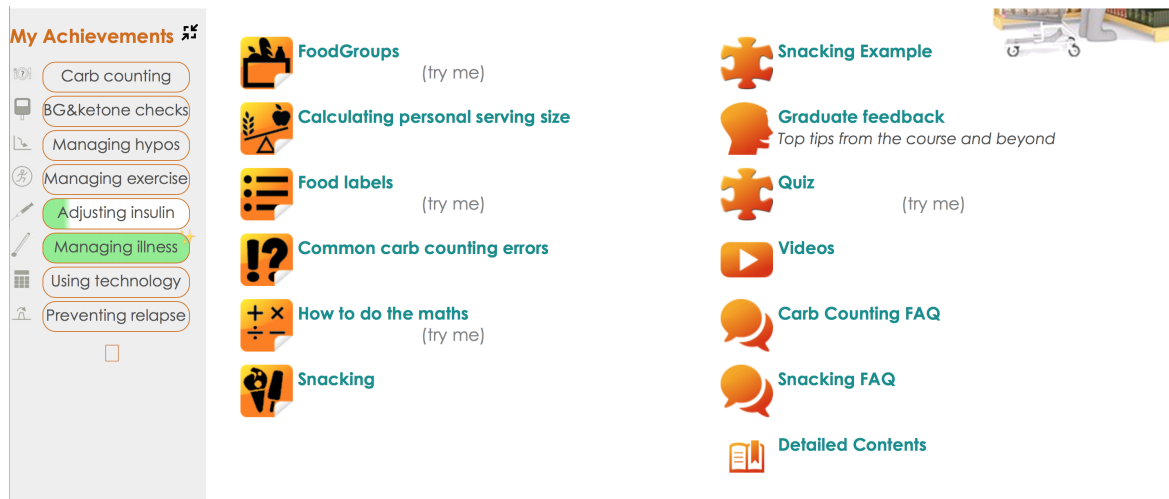 My Achievements
Carb counting
BG&ketone checks
Managing hypos
Managing exercise
Adjusting insulin
Managing illness
Using technology
Preventing relapse
FoodGroups
(try me)
Calculating personal serving size
Food labels
(try me)
Common carb counting errors
How to do the maths
(try me)
Snacking
Snacking Example
Graduate feedback
Top tips from the course and beyond
Quiz
(try me)
Videos
Carb Counting FAQ
Snacking FAQ
Detailed Contents